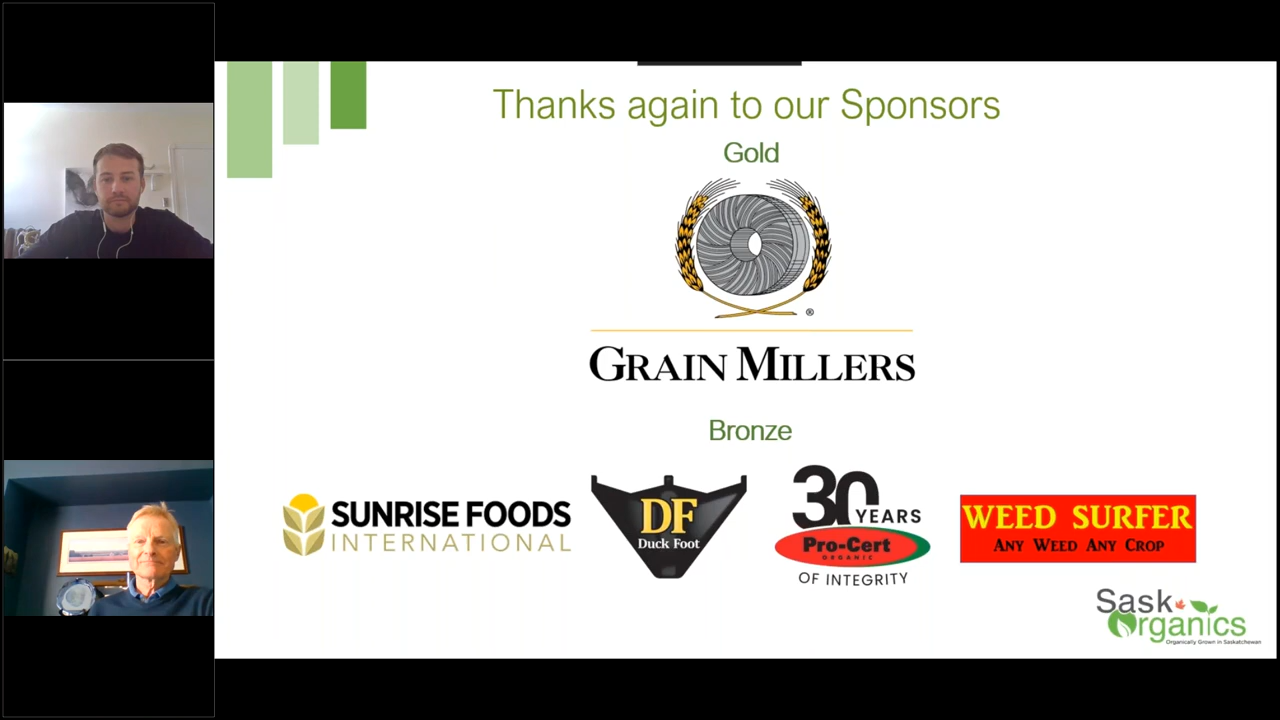 Thanks again to our Sponsors
Gold
®
GRAIN MILLERS
Bronze
SUNRISE FOODS
INTERNATIONAL
DF
Duck Foot
30
YEARS
Pro-Cert
ORGANIC
OF INTEGRITY
WEED SURFER
ANY WEED ANY CROP
Sask
Organics
Organically Grown in Saskatchewan